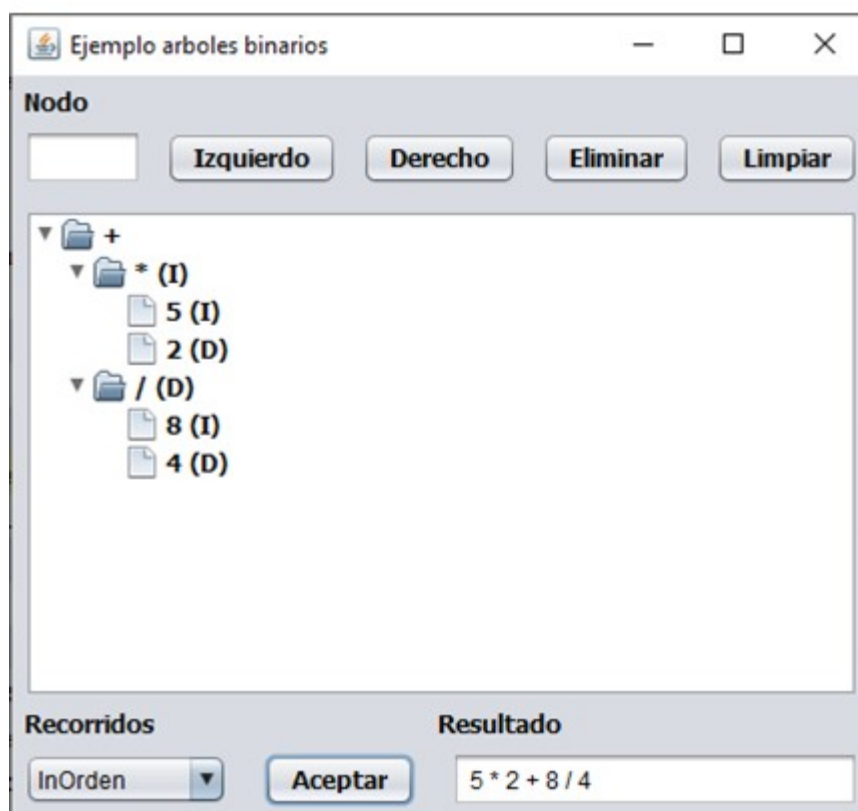 Ejemplo arboles binarios
Nodo
Izquierdo Derecho Eliminar Limpiar
+
* (I)
5 (I)
2 (D)
/ (D)
8 (I)
4 (D)
Recorridos Resultado
InOrden Aceptar 5 * 2 + 8 / 4